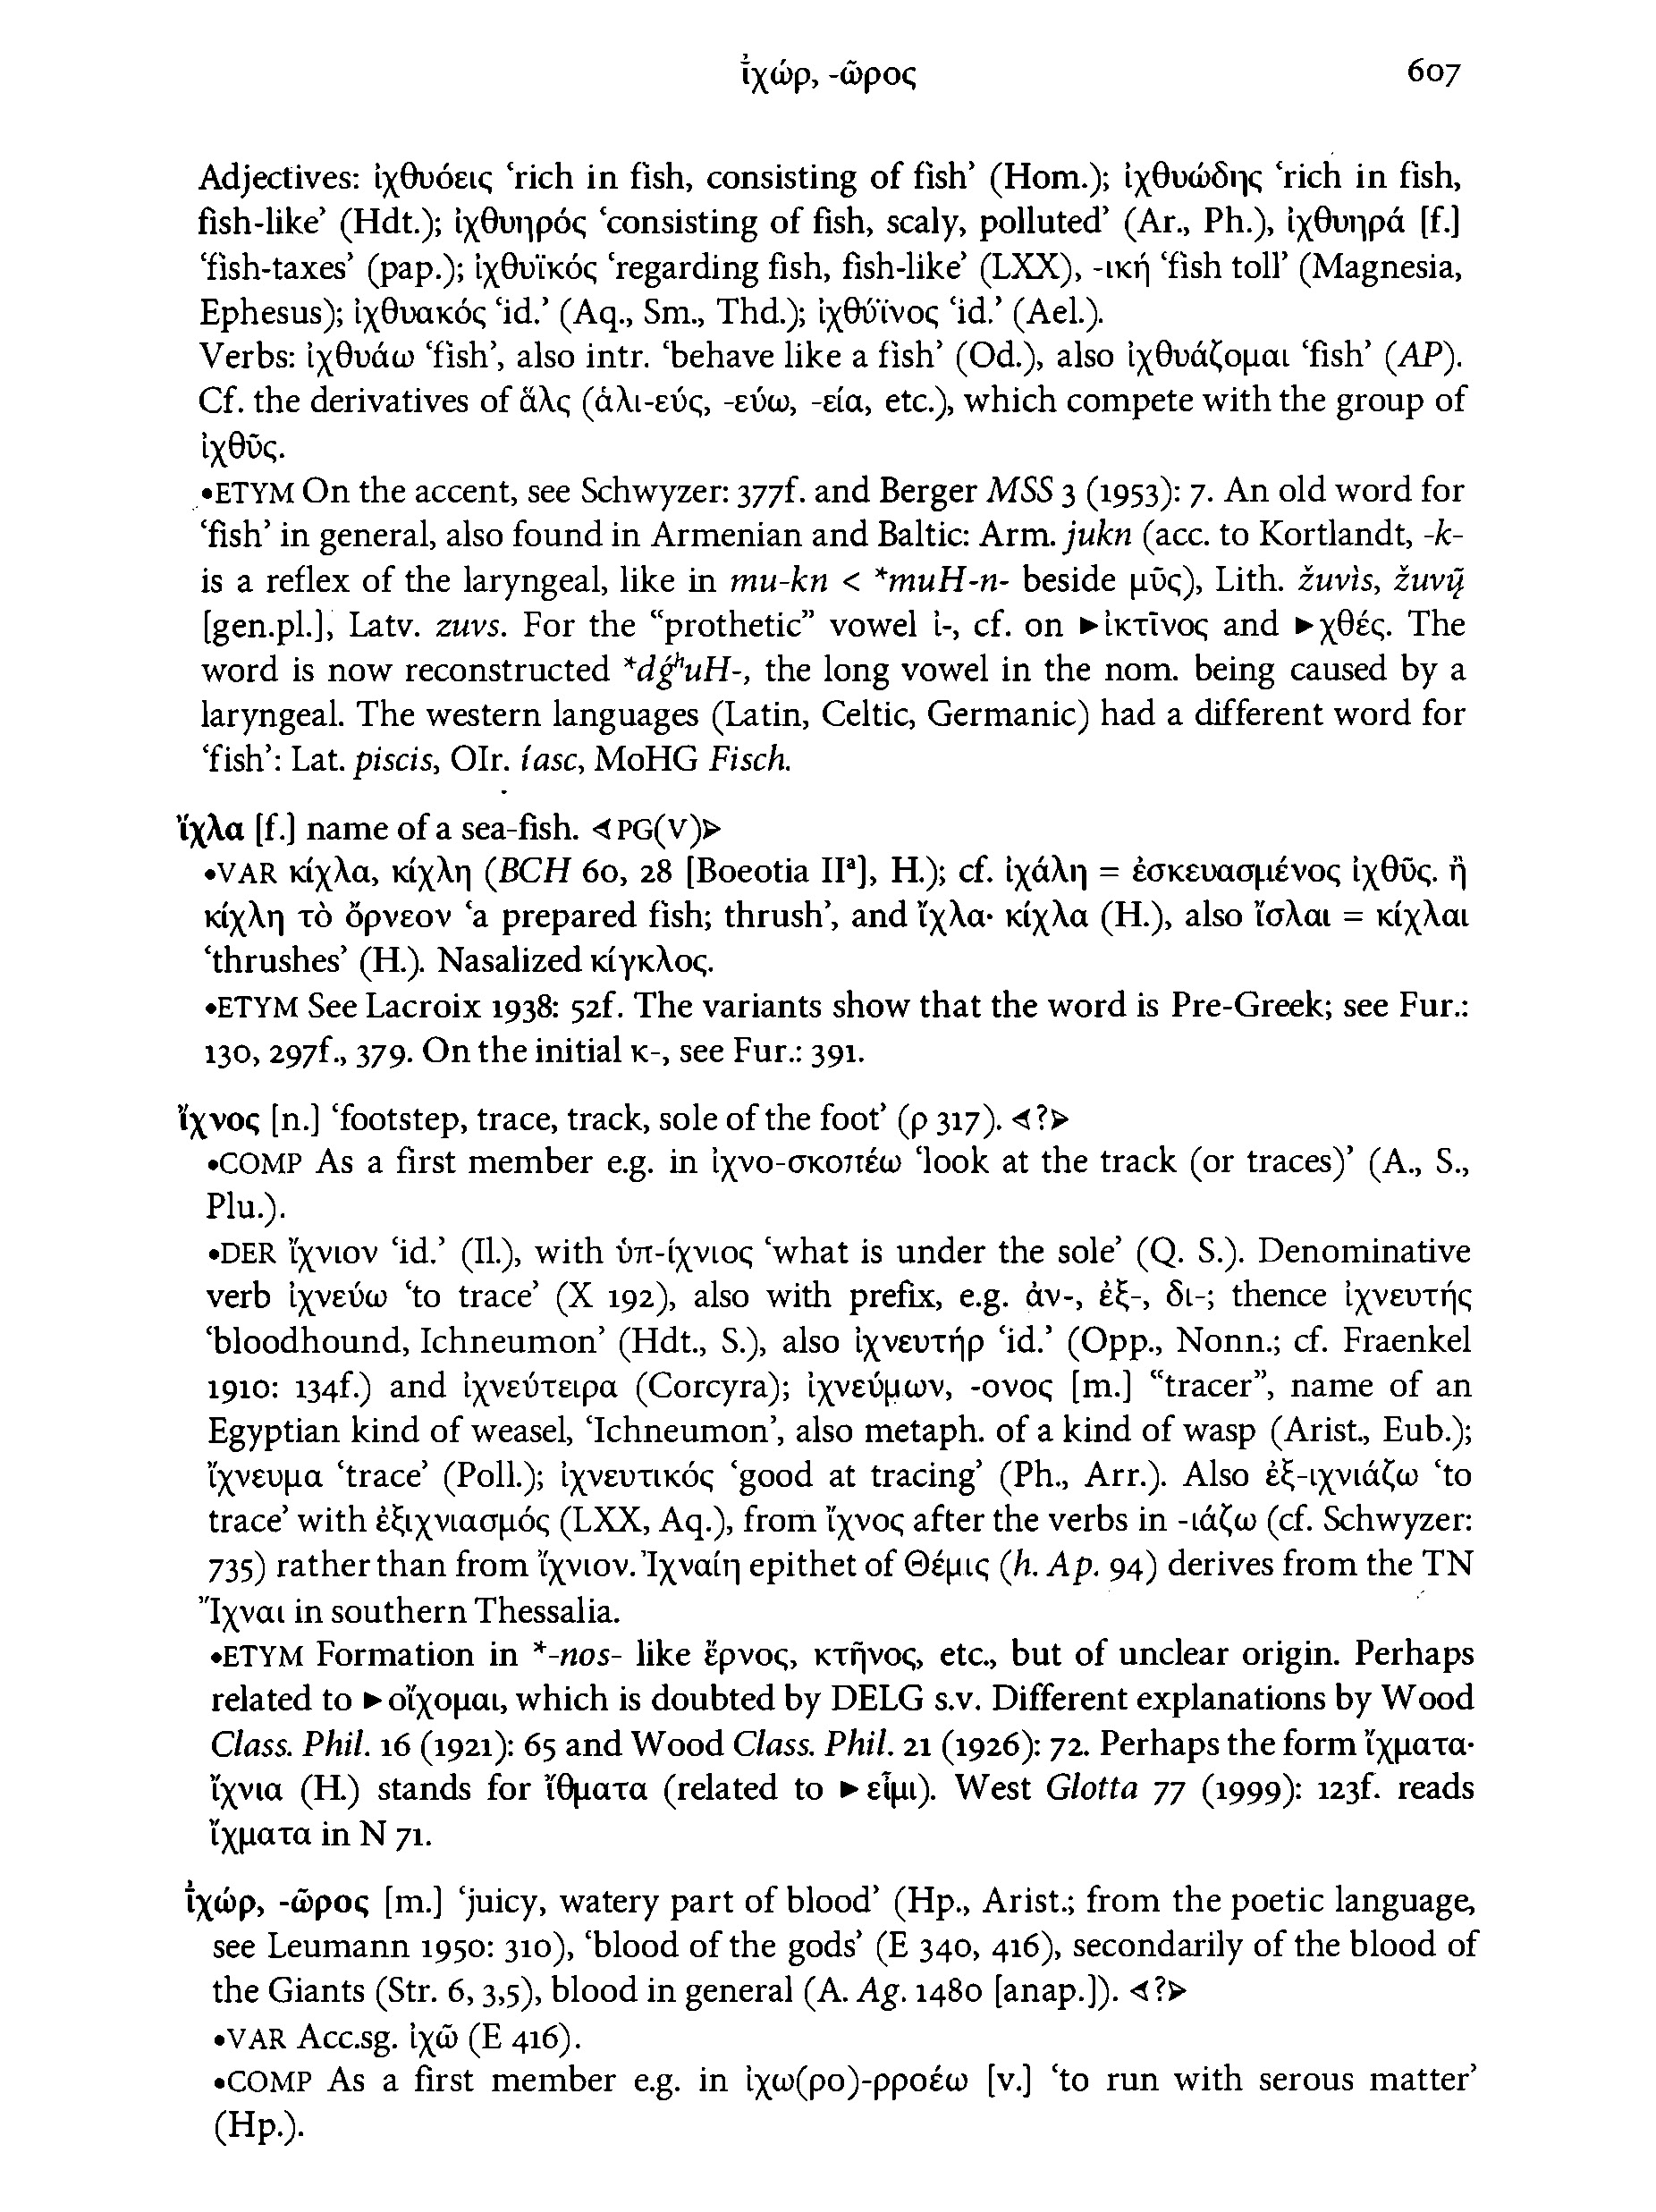 ἰχώρ, -ῶρος 607
Adjectives: ἰχθυόεις ‘rich in fish, consisting of fish’ (Hom.); ἰχθυώδης ‘rich in fish,
fish-like’ (Hdt.); ἰχθυηρός ‘consisting of fish, scaly, polluted’ (Ar., Ph.), ἰχθυηρά [f.]
‘fish-taxes’ (pap.); ἰχθυϊκός ‘regarding fish, fish-like’ (LXX), -ική ‘fish toll’ (Magnesia,
Ephesus); ἰχθυακός ‘id.’ (Aq., Sm., Thd.); ἰχθύϊνος ‘id.’ (Ael.).
Verbs: ἰχθυάω ‘fish’, also intr. ‘behave like a fish’ (Od.), also ἰχθυάζομαι ‘fish’ (AP).
Cf. the derivatives of ἅλς (ἁλι-εύς, -εύω, -εία, etc.), which compete with the group of
ἰχθῦς.
•ETYM On the accent, see Schwyzer: 377f. and Berger MSS 3 (1953): 7. An old word for
‘fish’ in general, also found in Armenian and Baltic: Arm. jukn (acc. to Kortlandt, -k-
is a reflex of the laryngeal, like in mu-kn < *muH-n- beside μῦς), Lith. žuvìs, žuvų̃
[gen.pl.], Latv. zuvs. For the “prothetic” vowel ἰ-, cf. on ►ἰκτῖνος and ►χθές. The
word is now reconstructed *dǵʰuH-, the long vowel in the nom. being caused by a
laryngeal. The western languages (Latin, Celtic, Germanic) had a different word for
‘fish’: Lat. piscis, OIr. íasc, MoHG Fisch.
ἴχλα [f.] name of a sea-fish. ⊲PG(V)⊳
•VAR κίχλα, κίχλη (BCH 60, 28 [Boeotia IIᵃ], H.); cf. ἰχάλη = ἐσκευασμένος ἰχθῦς. ἢ
κίχλη τὸ ὄρνεον ‘a prepared fish; thrush’, and ἴχλα· κίχλα (H.), also ἴσλαι = κίχλαι
‘thrushes’ (H.). Nasalized κίγκλος.
•ETYM See Lacroix 1938: 52f. The variants show that the word is Pre-Greek; see Fur.:
130, 297f., 379. On the initial κ-, see Fur.: 391.
ἴχνος [n.] ‘footstep, trace, track, sole of the foot’ (ρ 317). ⊲?⊳
•COMP As a first member e.g. in ἰχνο-σκοπέω ‘look at the track (or traces)’ (A., S.,
Plu.).
•DER ἴχνιον ‘id.’ (Il.), with ὑπ-ίχνιος ‘what is under the sole’ (Q. S.). Denominative
verb ἰχνεύω ‘to trace’ (X 192), also with prefix, e.g. ἀν-, ἐξ-, δι-; thence ἰχνευτής
‘bloodhound, Ichneumon’ (Hdt., S.), also ἰχνευτήρ ‘id.’ (Opp., Nonn.; cf. Fraenkel
1910: 134f.) and ἰχνεύτειρα (Corcyra); ἰχνεύμων, -ονος [m.] “tracer”, name of an
Egyptian kind of weasel, ‘Ichneumon’, also metaph. of a kind of wasp (Arist., Eub.);
ἴχνευμα ‘trace’ (Poll.); ἰχνευτικός ‘good at tracing’ (Ph., Arr.). Also ἐξ-ιχνιάζω ‘to
trace’ with ἐξιχνιασμός (LXX, Aq.), from ἴχνος after the verbs in -ιάζω (cf. Schwyzer:
735) rather than from ἴχνιον. Ἰχναίη epithet of Θέμις (h. Ap. 94) derives from the TN
Ἴχναι in southern Thessalia.
•ETYM Formation in *-nos- like ἔρνος, κτῆνος, etc., but of unclear origin. Perhaps
related to ►οἴχομαι, which is doubted by DELG s.v. Different explanations by Wood
Class. Phil. 16 (1921): 65 and Wood Class. Phil. 21 (1926): 72. Perhaps the form ἴχματα·
ἴχνια (H.) stands for ἴθματα (related to ►εἶμι). West Glotta 77 (1999): 123f. reads
ἴχματα in N 71.
ἰχώρ, -ῶρος [m.] ‘juicy, watery part of blood’ (Hp., Arist.; from the poetic language,
see Leumann 1950: 310), ‘blood of the gods’ (E 340, 416), secondarily of the blood of
the Giants (Str. 6, 3,5), blood in general (A. Ag. 1480 [anap.]). ⊲?⊳
•VAR Acc.sg. ἰχῶ (E 416).
•COMP As a first member e.g. in ἰχω(ρο)-ρροέω [v.] ‘to run with serous matter’
(Hp.).